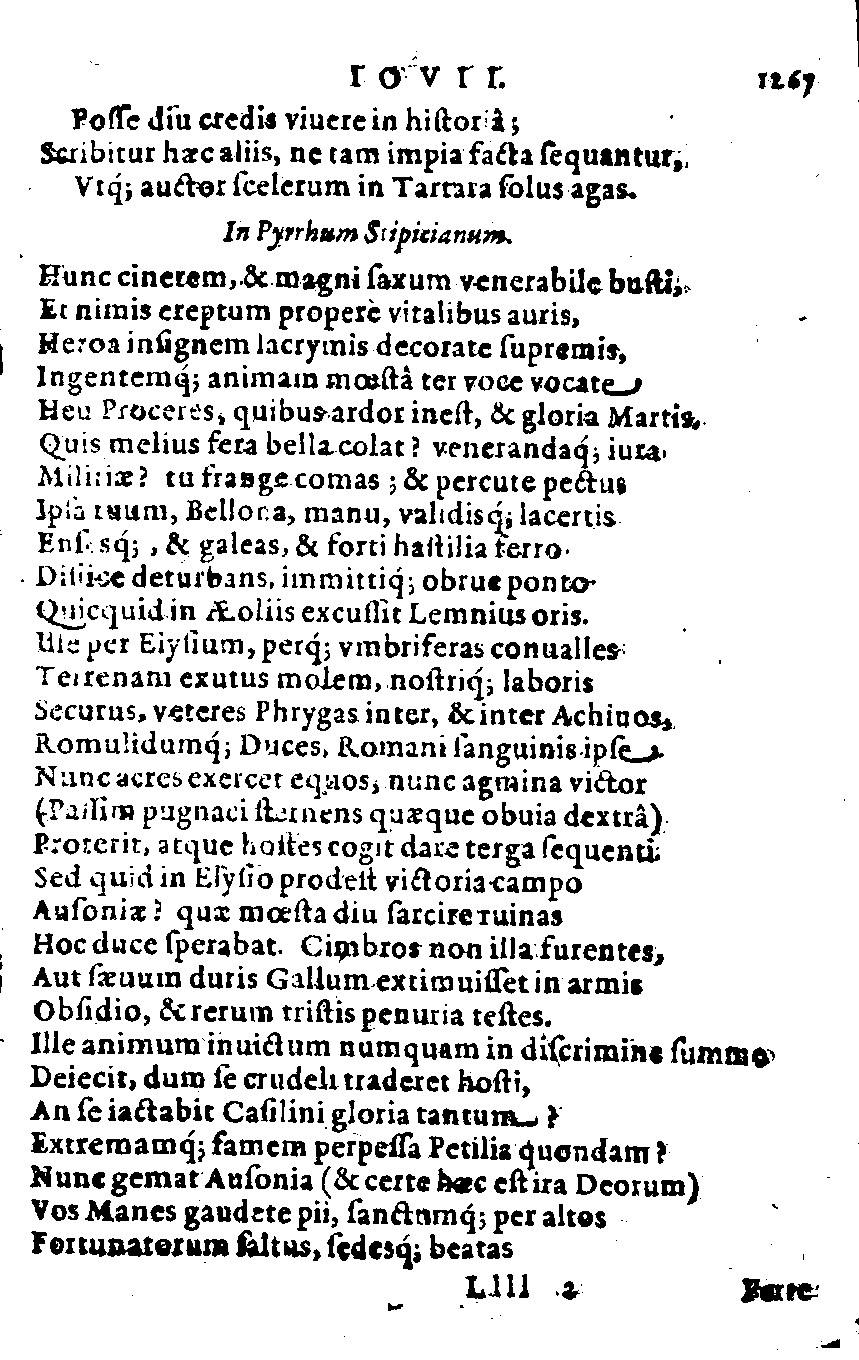 IOVII. 1267
Posse diu credis viuere in historiâ;
Scribitur hæc aliis, ne tam impia facta sequantur,
Vtq́; auctor scelerum in Tartara solus agas.
In Pyrrhum Stipicianum.
Hunc cinerem, & magni saxum venerabile busti,
Et nimis ereptum properè vitalibus auris,
Heroa insignem lacrymis decorate supremis,
Ingentemq́; animam mœstâ ter voce vocate,
Heu Proceres, quibus ardor inest, & gloria Martis,
Quis melius fera bella colat? venerandaq́; iura
Militiæ? tu frange comas; & percute pectus
Ipsa tuum, Bellona, manu, validisq́; lacertis
Ensesq́;, & galeas, & forti hastilia ferro
Disiice deturbans, immittiq́; obrue ponto
Quicquid in Æoliis excussit Lemnius oris.
Ille per Elysium, perq́; vmbriferas conualles
Terrenam exutus molem, nostriq́; laboris
Securus, veteres Phrygas inter, & inter Achiuos,
Romulidumq́; Duces, Romani sanguinis ipse
Nunc acres exercet equos, nunc agmina victor
(Passim pugnaci sternens quæque obuia dextrâ)
Proterit, atque hostes cogit dare terga sequenti.
Sed quid in Elysio prodest victoria campo
Ausoniæ? quæ mœsta diu sarcire ruinas
Hoc duce sperabat. Cimbros non illa furentes,
Aut sæuum duris Gallum extimuisset in armis
Obsidio, & rerum tristis penuria testes.
Ille animum inuictum numquam in discrimine summo
Deiecit, dum se crudeli traderet hosti,
An se iactabit Casilini gloria tantum?
Extremamq́; famem perpessa Petilia quondam?
Nunc gemat Ausonia (& certe hæc est ira Deorum)
Vos Manes gaudete pii, sanctumq́; per altos
Fortunatorum saltus, sedesq́; beatas
Llll 2 Ferre